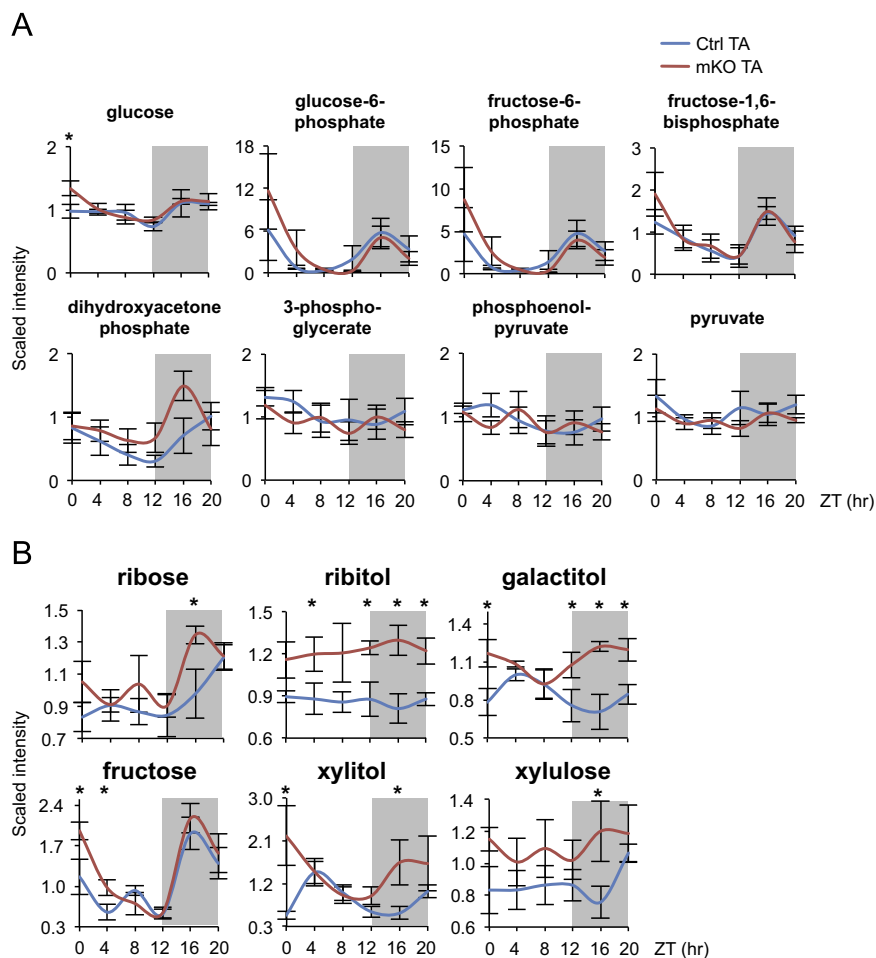 A
Ctrl TA
mKO TA
glucose
glucose-6-
phosphate
fructose-6-
phosphate
fructose-1,6-
bisphosphate
*
2
1
0
18
12
6
0
15
10
5
0
3
2
1
0
Scaled intensity
dihydroxyacetone
phosphate
3-phospho-
glycerate
phosphoenol-
pyruvate
pyruvate
2
1
0
2
1
0
2
1
0
2
1
0
0 4 8 12 16 20
0 4 8 12 16 20
0 4 8 12 16 20
0 4 8 12 16 20
ZT (hr)
B
ribose
ribitol
galactitol
*
* * * *
* * * *
1.5
1.3
1.1
0.9
0.7
1.5
1.2
0.9
0.6
1.4
1.1
0.8
0.5
Scaled intensity
fructose
xylitol
xylulose
* *
* *
*
2.4
1.7
1.0
0.3
3.0
2.1
1.2
0.3
1.4
1.2
1.0
0.8
0.6
0 4 8 12 16 20
0 4 8 12 16 20
0 4 8 12 16 20
ZT (hr)